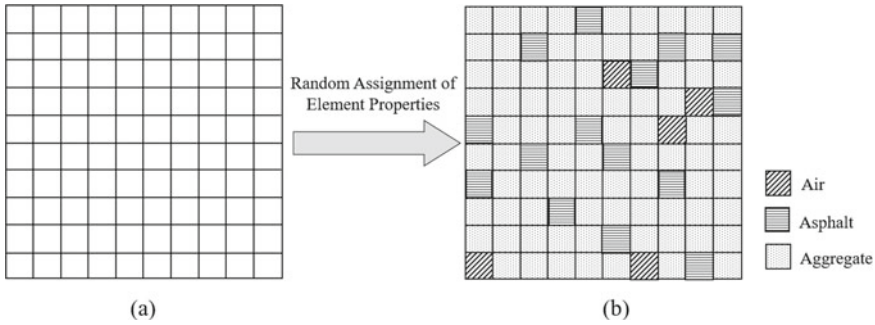 Random Assignment of
Element Properties
Air
Asphalt
Aggregate
(a)
(b)